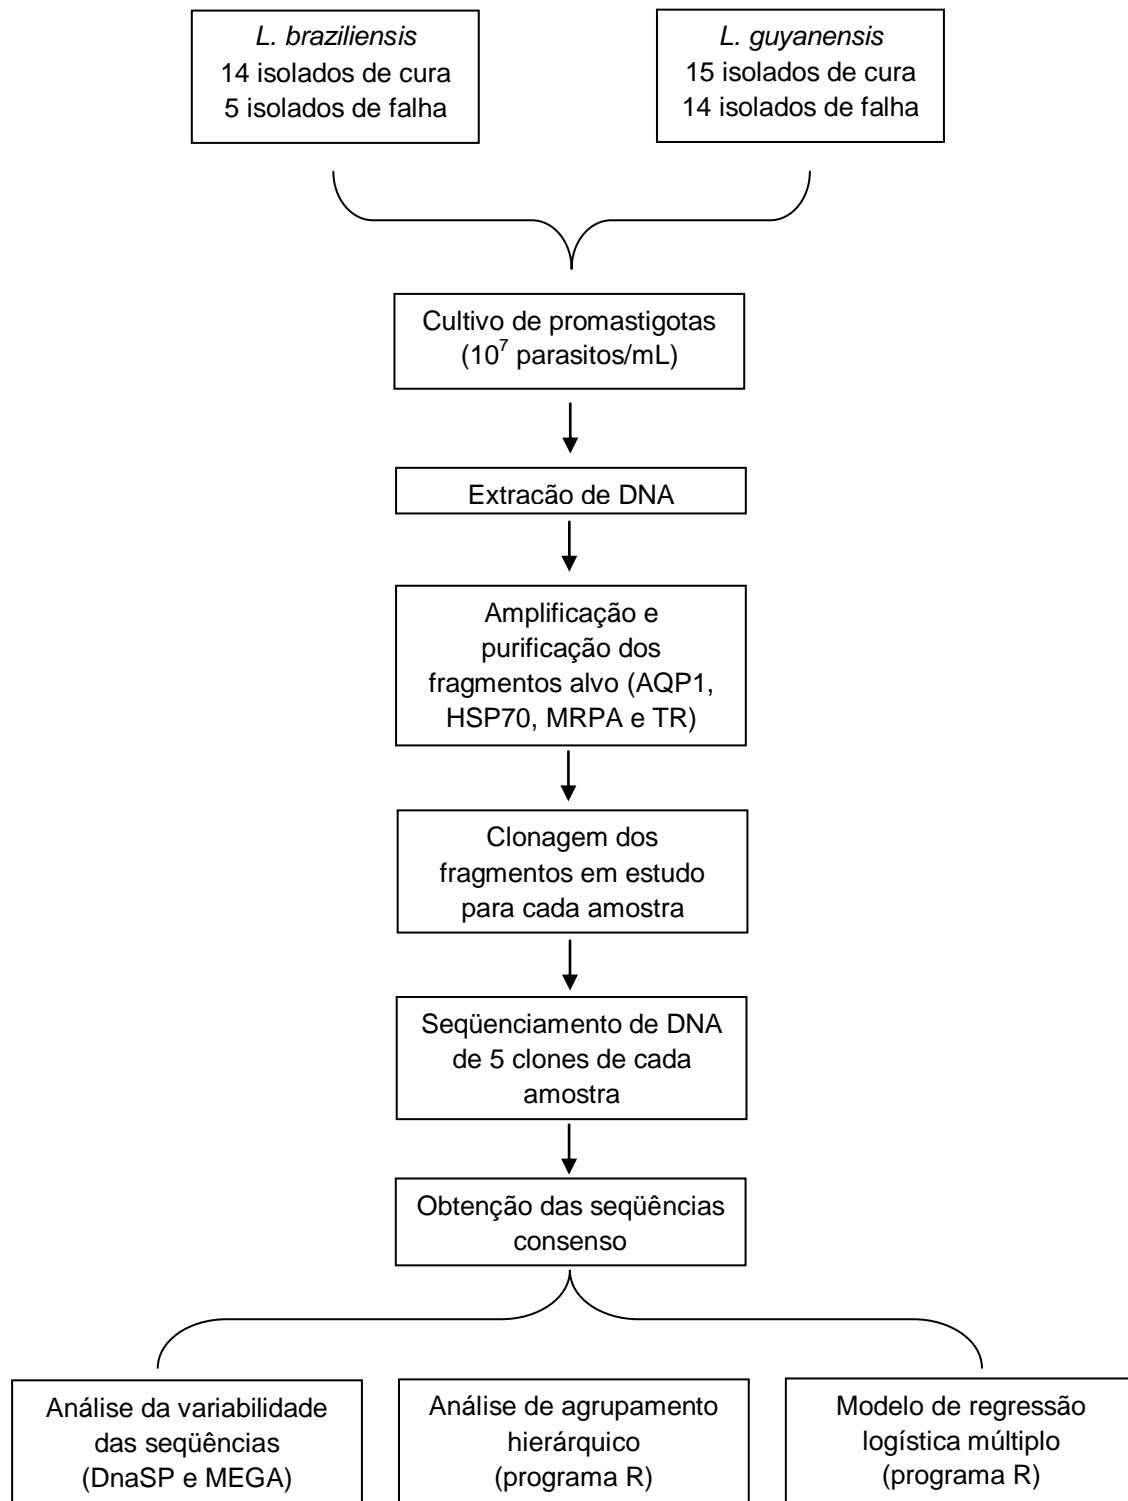 L. braziliensis
14 isolados de cura
5 isolados de falha
L. guyanensis
15 isolados de cura
14 isolados de falha
Cultivo de promastigotas
(10⁷ parasitos/mL)
Extração de DNA
Amplificação e
purificação dos
fragmentos alvo (AQP1,
HSP70, MRPA e TR)
Clonagem dos
fragmentos em estudo
para cada amostra
Seqüenciamento de DNA
de 5 clones de cada
amostra
Obtenção das seqüências
consenso
Análise da variabilidade
das seqüências
(DnaSP e MEGA)
Análise de agrupamento
hierárquico
(programa R)
Modelo de regressão
logística múltiplo
(programa R)